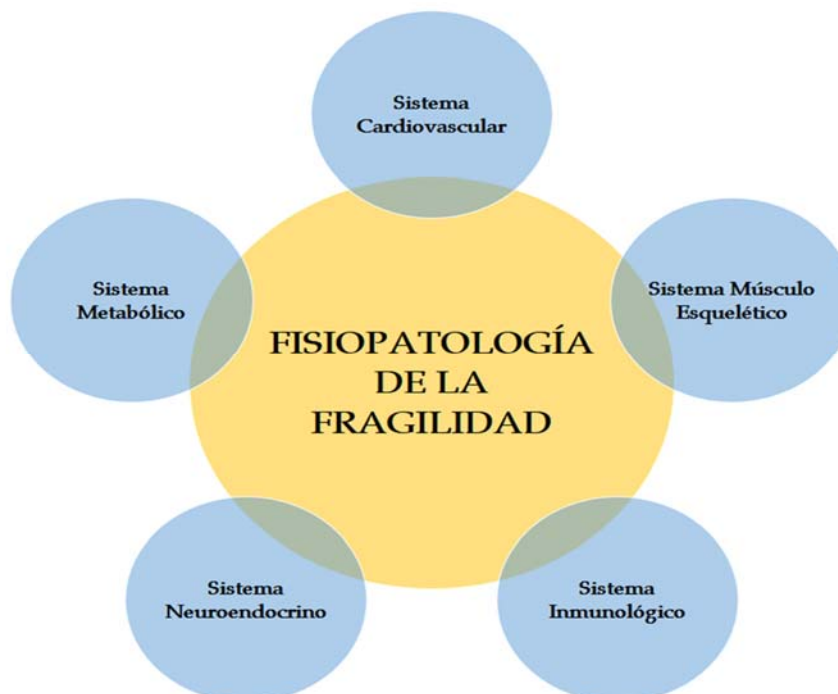 Sistema
Cardiovascular
Sistema
Metabólico
Sistema Músculo
Esquelético
FISIOPATOLOGÍA
DE LA
FRAGILIDAD
Sistema
Neuroendocrino
Sistema
Inmunológico